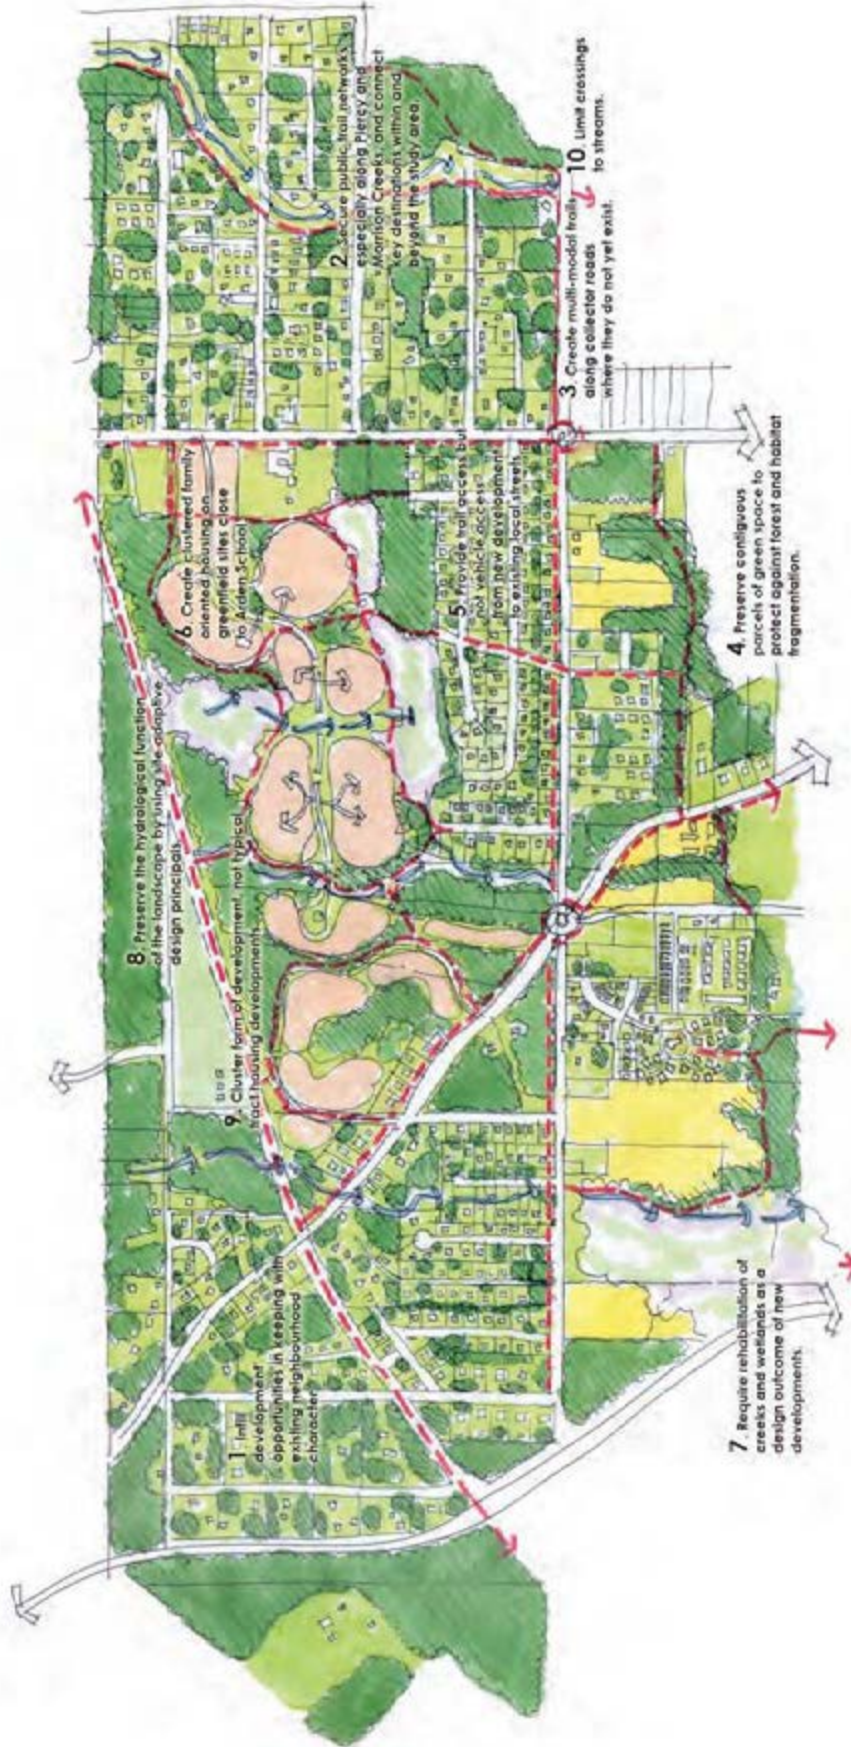 1. Infill
development
opportunities in keeping with
existing neighbourhood
character.
2. Secure public trail networks
especially along Piercy and
Morrison Creeks, and connect
key destinations within and
beyond the study area.
3. Create multi-modal trails
along collector roads
where they do not yet exist.
4. Preserve contiguous
parcels of green space to
protect against forest and habitat
fragmentation.
5. Provide trail access but
not vehicle access
from new development
to existing local streets.
6. Create clustered family
oriented housing on
greenfield sites close
to Arden School
7. Require rehabilitation of
creeks and wetlands as a
design outcome of new
developments.
8. Preserve the hydrological function
of the landscape by using site-adaptive
design principals.
9. Cluster form of development, not typical
tract housing developments.
10. Limit crossings
to streams.